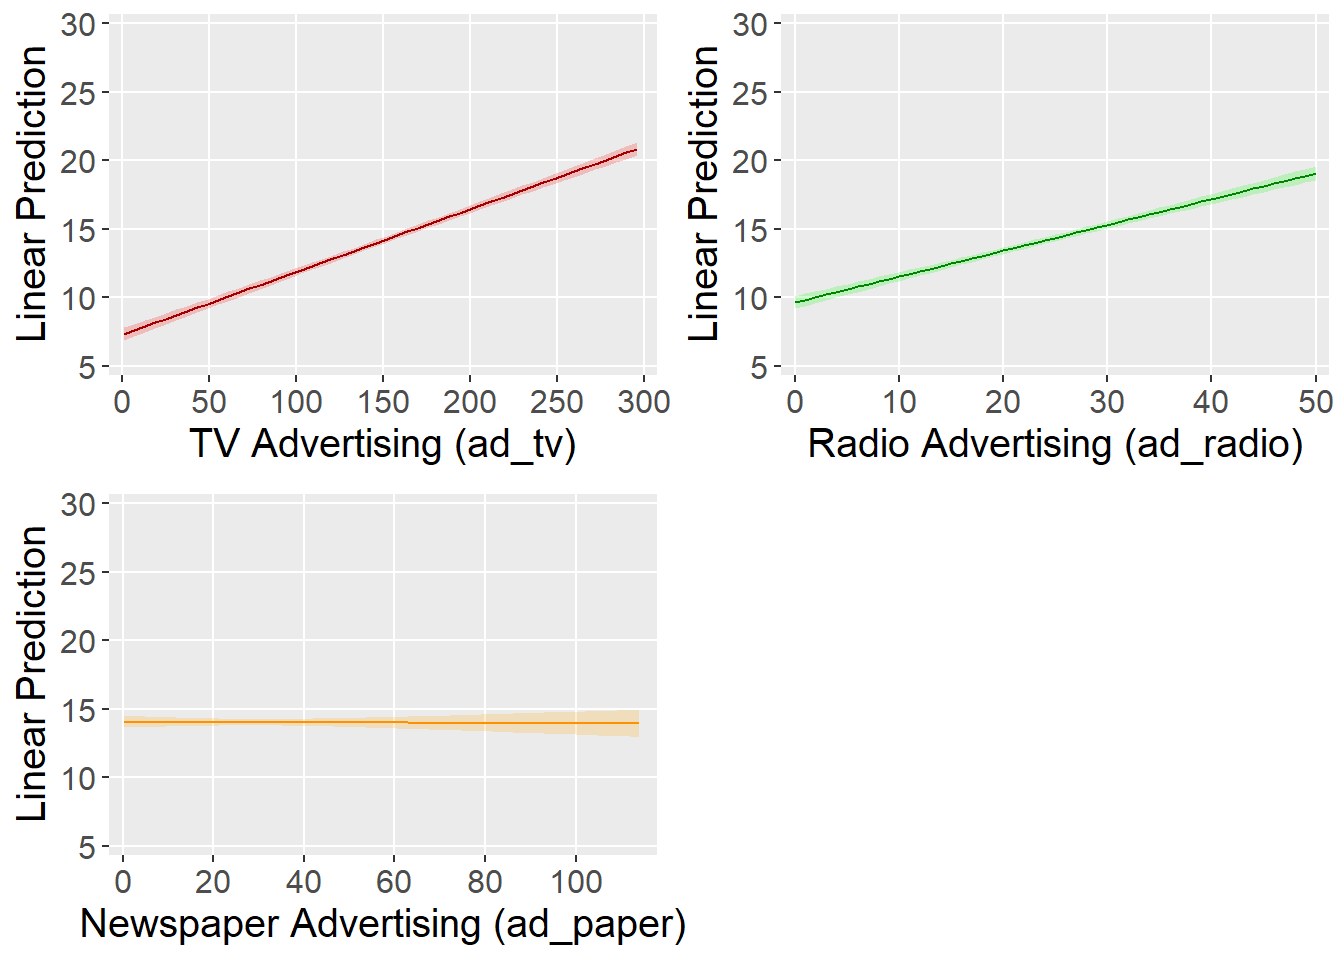 Linear Prediction
30
25
20
15
10
5
0 50 100 150 200 250 300
TV Advertising (ad_tv)
Linear Prediction
30
25
20
15
10
5
0 10 20 30 40 50
Radio Advertising (ad_radio)
Linear Prediction
30
25
20
15
10
5
0 20 40 60 80 100
Newspaper Advertising (ad_paper)